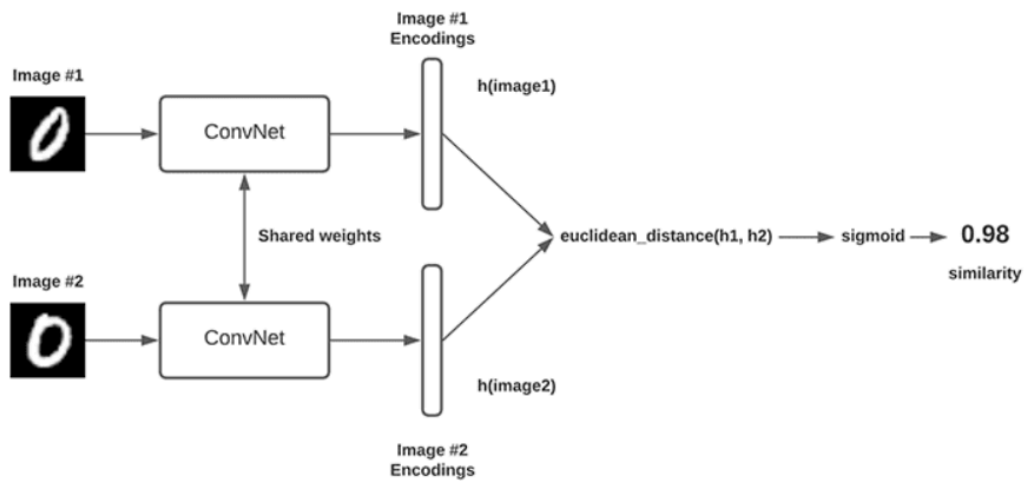 Image #1
Encodings
Image #1
h(image1)
ConvNet
Shared weights
euclidean_distance(h1, h2)
sigmoid
0.98
similarity
Image #2
ConvNet
h(image2)
Image #2
Encodings